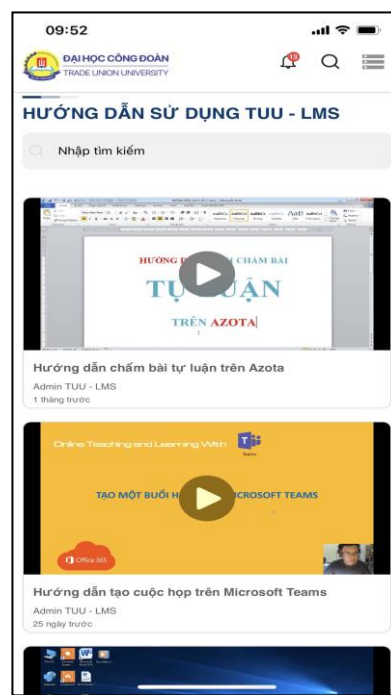 09:52
ĐẠI HỌC CÔNG ĐOÀN
TRADE UNION UNIVERSITY
HƯỚNG DẪN SỬ DỤNG TUU - LMS
Nhập tìm kiếm
HƯỚNG CHẤM BÀI
TỰ LUẬN
TRÊN AZOTA
Hướng dẫn chấm bài tự luận trên Azota
Admin TUU - LMS
1 tháng trước
Online Teaching and Learning With
Teams
TẠO MỘT BUỔI MICROSOFT TEAMS
Office 365
Hướng dẫn tạo cuộc họp trên Microsoft Teams
Admin TUU - LMS
25 ngày trước